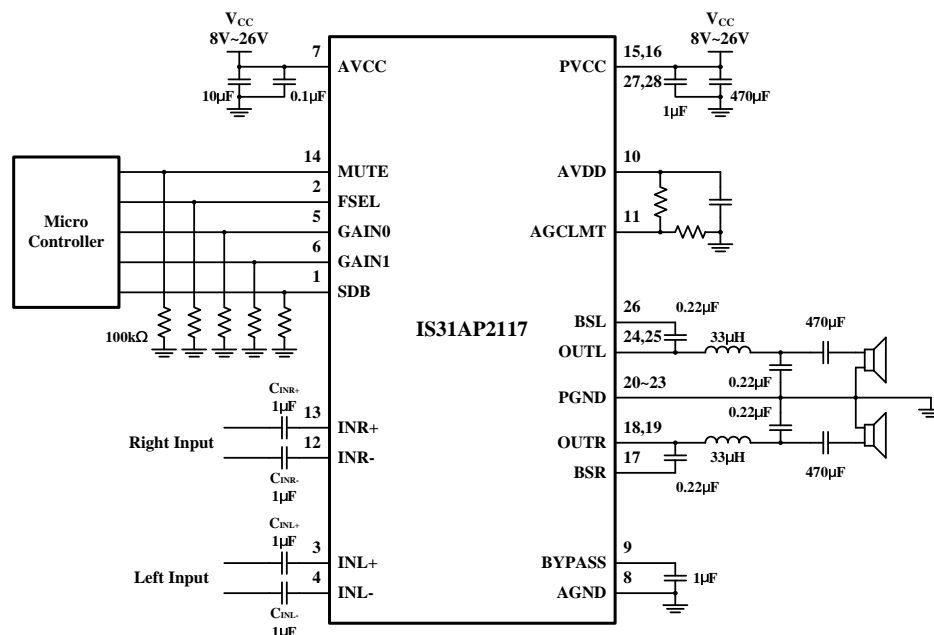 VCC
8V~26V
7
AVCC
10μF
0.1μF
15,16
PVCC
27,28
VCC
8V~26V
1μF
470μF
Micro
Controller
14
MUTE
2
FSEL
5
GAIN0
6
GAIN1
1
SDB
100kΩ
10
AVDD
11
AGCLMT
IS31AP2117
26
BSL
0.22μF
24,25
OUTL
33μH
470μF
0.22μF
20~23
PGND
0.22μF
18,19
OUTR
33μH
470μF
17
BSR
0.22μF
Right Input
CINR+
1μF
13
INR+
12
INR-
CINR-
1μF
Left Input
CINL+
1μF
3
INL+
4
INL-
CINL-
1μF
9
BYPASS
8
AGND
1μF